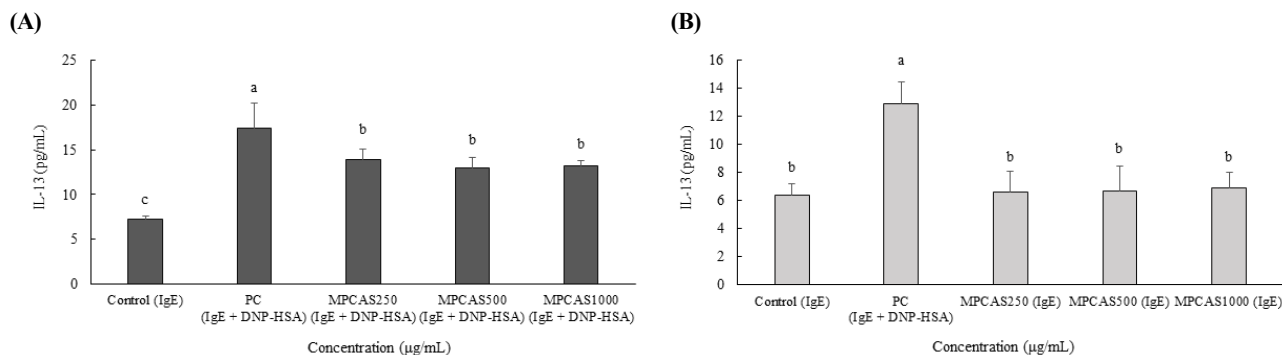 (A)
25
20
15
10
5
0
IL-13 (pg/mL)
c
a
b
b
b
Control (IgE)
PC
(IgE + DNP-HSA)
MPCAS250
(IgE + DNP-HSA)
MPCAS500
(IgE + DNP-HSA)
MPCAS1000
(IgE + DNP-HSA)
Concentration (μg/mL)
(B)
16
14
12
10
8
6
4
2
0
IL-13 (pg/mL)
b
a
b
b
b
Control (IgE)
PC
(IgE + DNP-HSA)
MPCAS250 (IgE)
MPCAS500 (IgE)
MPCAS1000 (IgE)
Concentration (μg/mL)